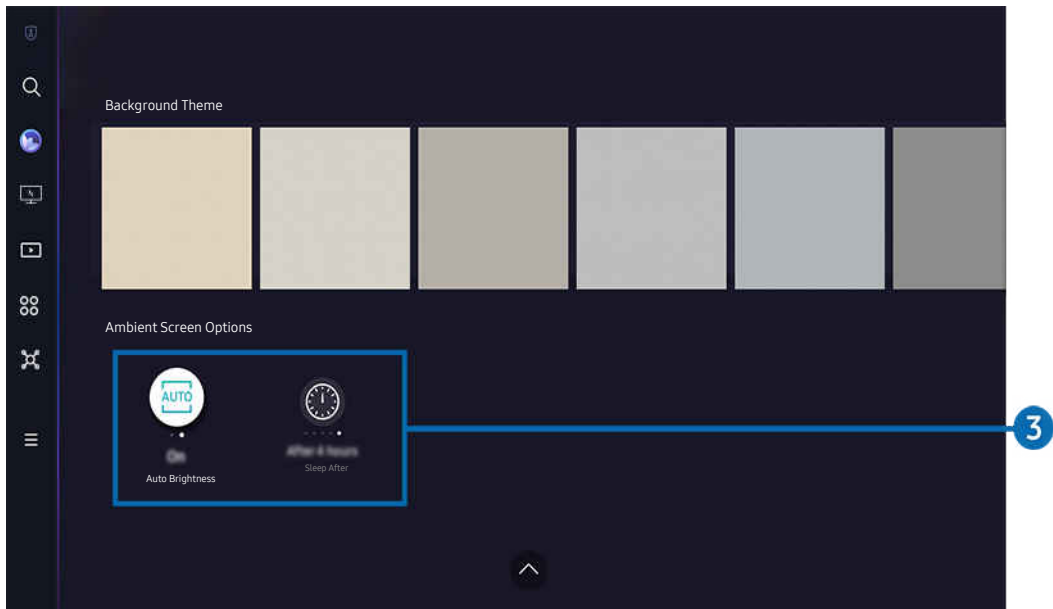 Background Theme
Ambient Screen Options
AUTO
On
After 4 hours
Auto Brightness
Sleep After
3